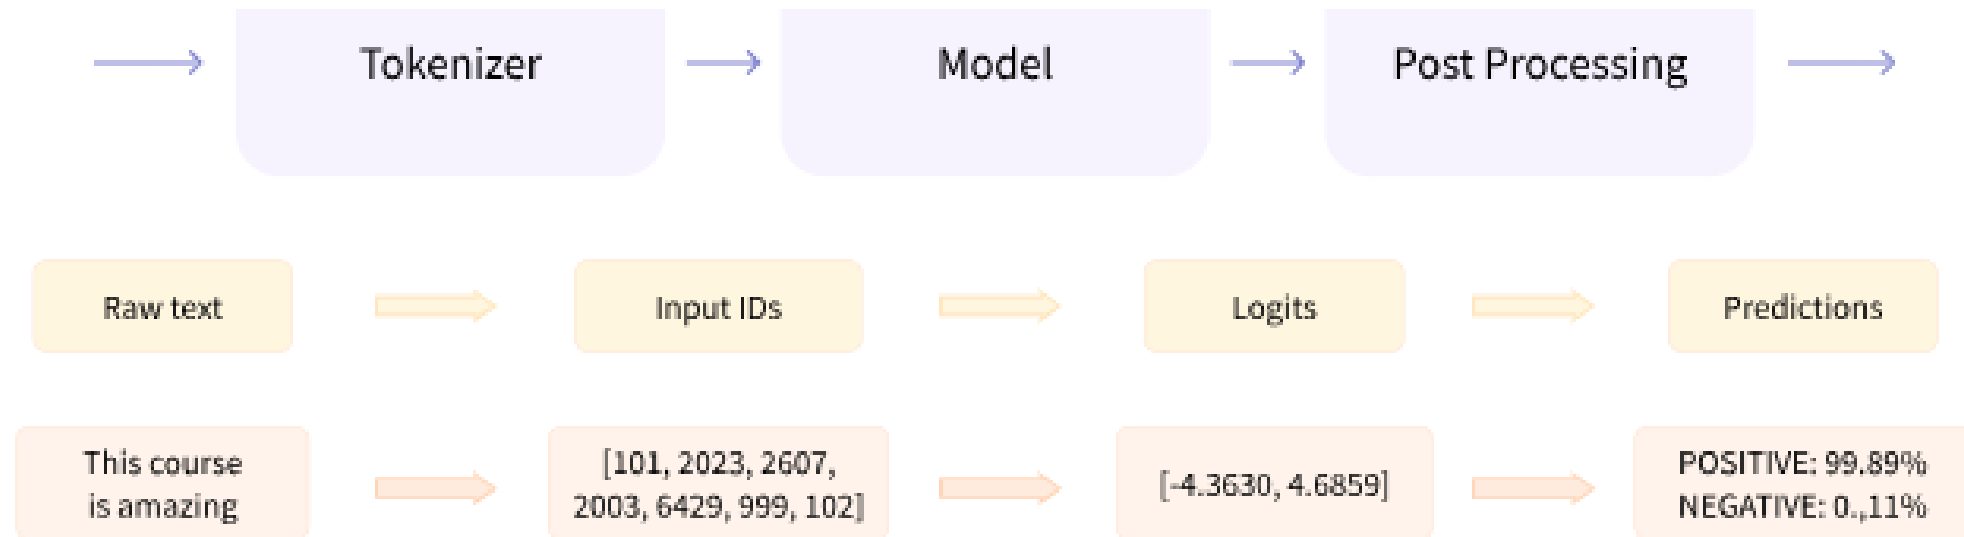 Tokenizer
Model
Post Processing
Raw text
Input IDs
Logits
Predictions
This course
is amazing
[101, 2023, 2607,
2003, 6429, 999, 102]
[-4.3630, 4.6859]
POSITIVE: 99.89%
NEGATIVE: 0.,11%